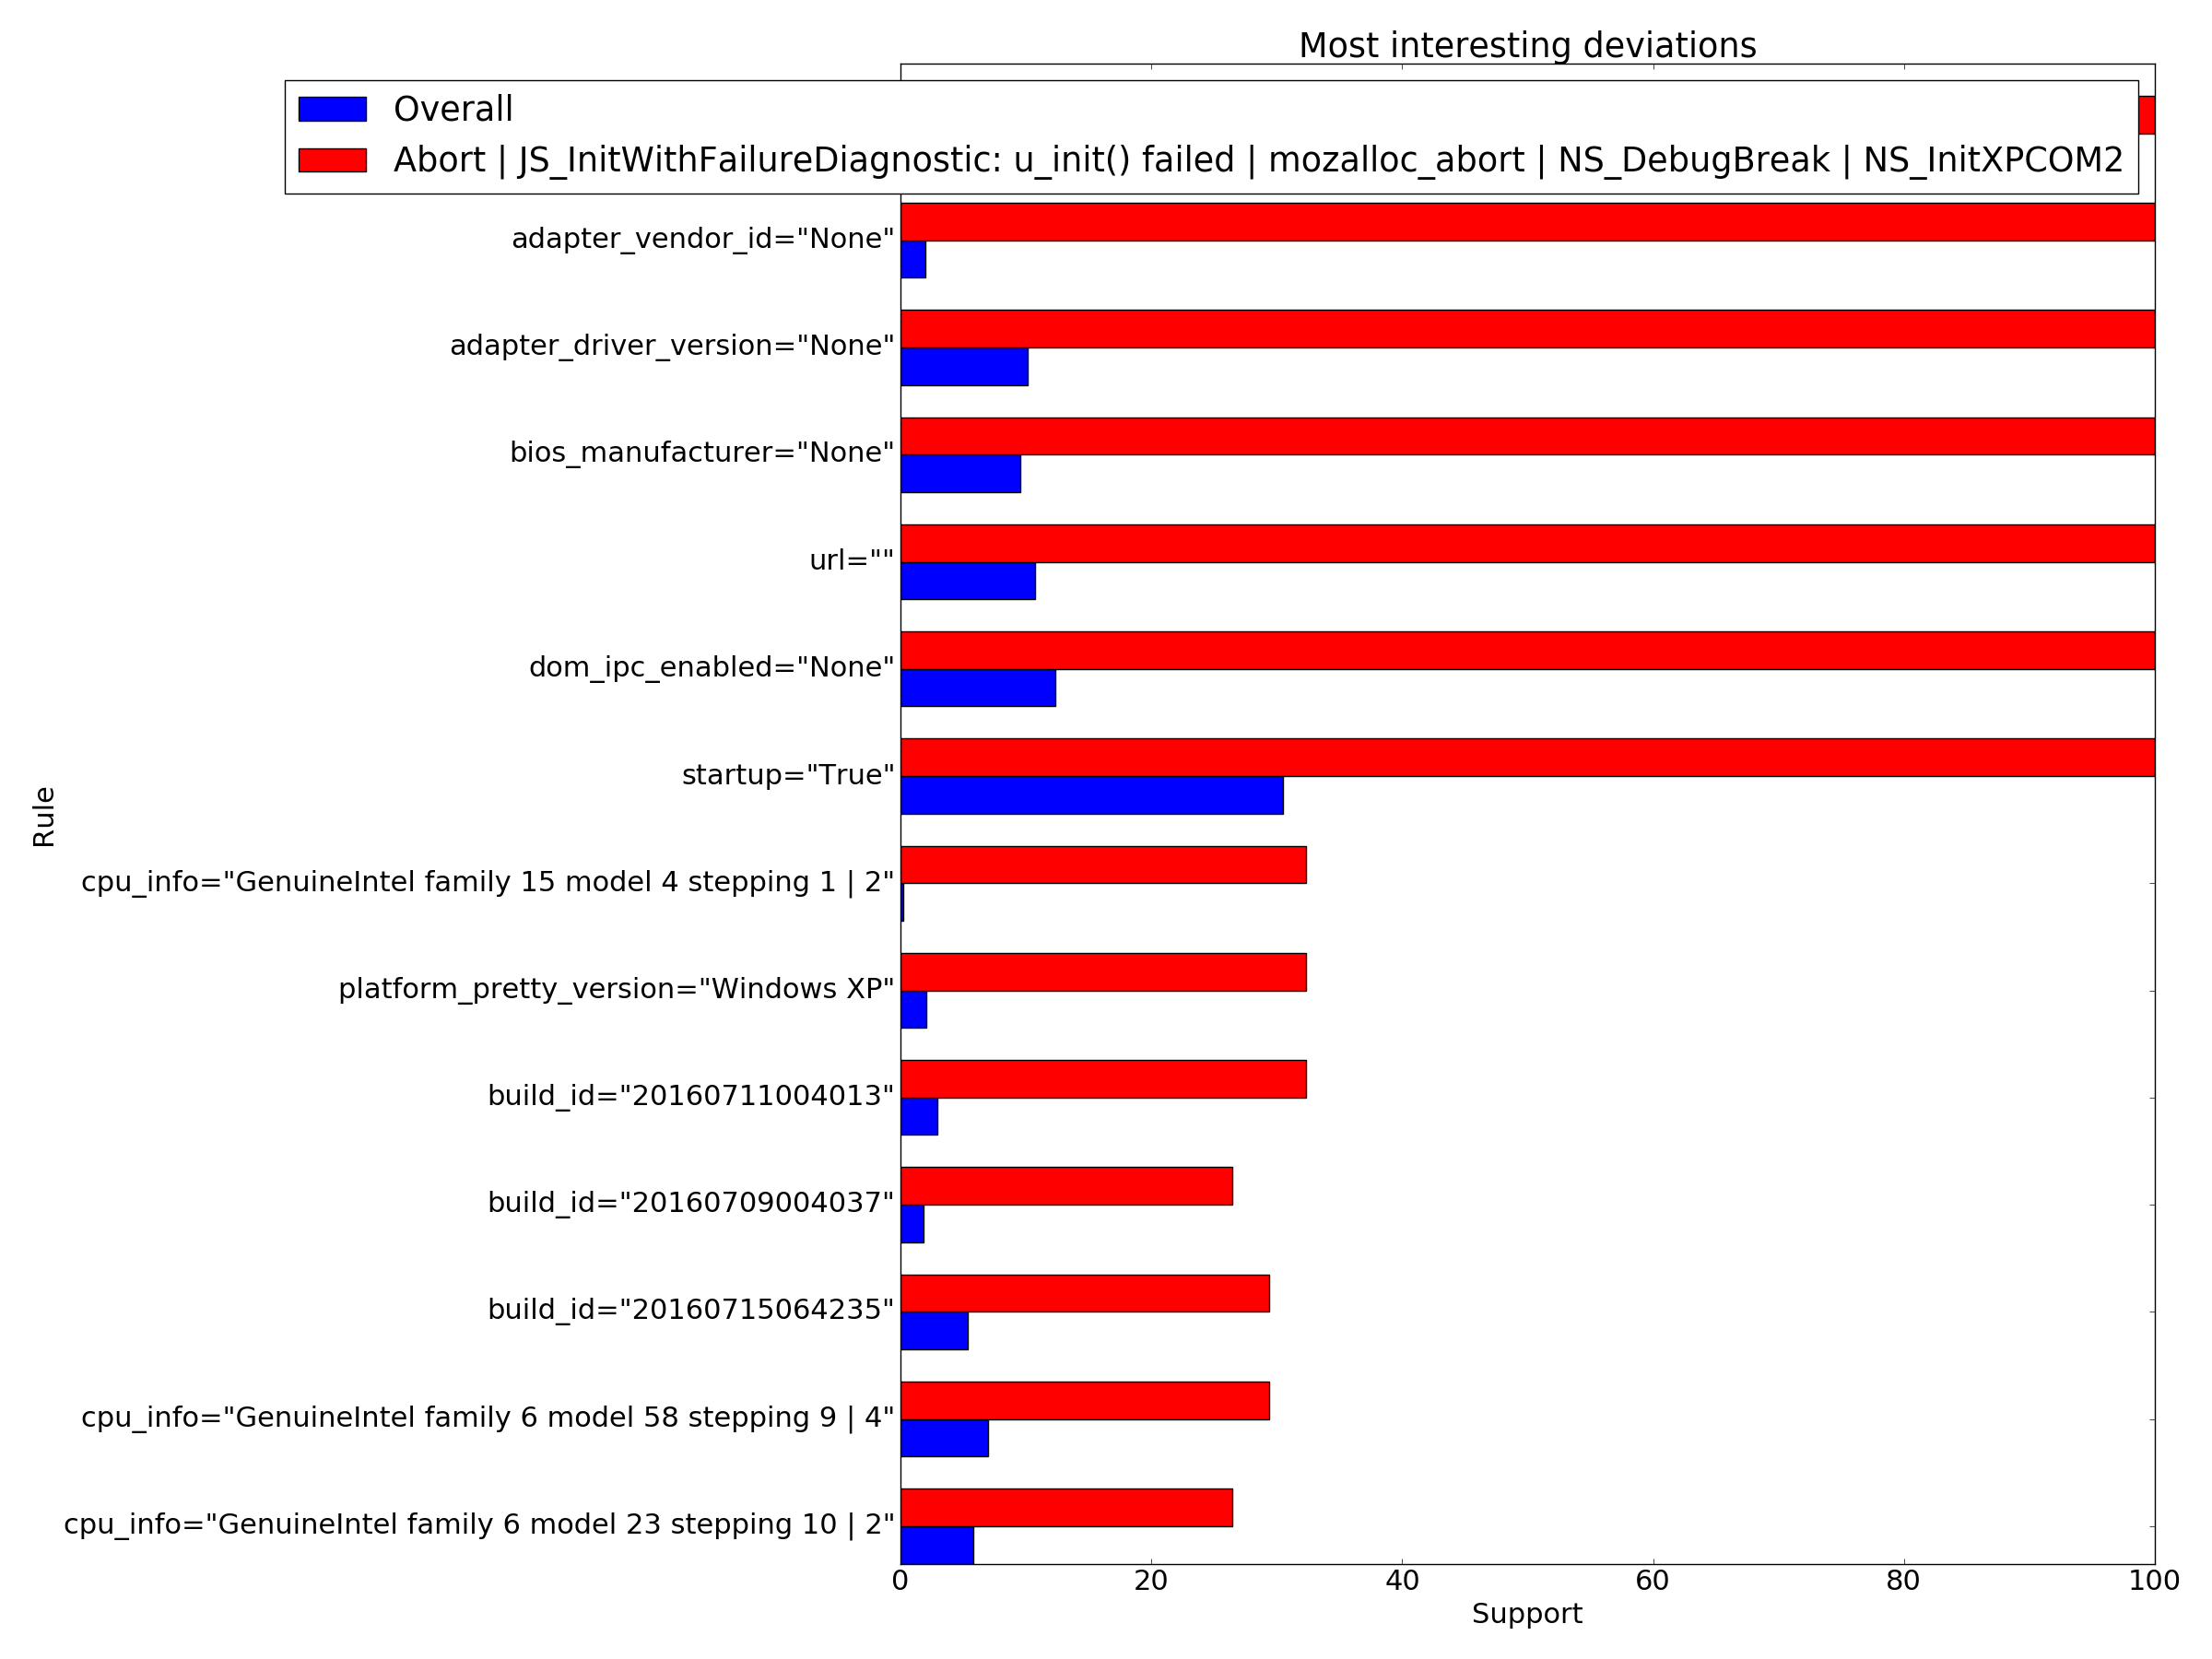 Most interesting deviations
Overall
Abort | JS_InitWithFailureDiagnostic: u_init() failed | mozalloc_abort | NS_DebugBreak | NS_InitXPCOM2
adapter_vendor_id="None"
adapter_driver_version="None"
bios_manufacturer="None"
url=""
dom_ipc_enabled="None"
startup="True"
Rule
cpu_info="GenuineIntel family 15 model 4 stepping 1 | 2"
platform_pretty_version="Windows XP"
build_id="20160711004013"
build_id="20160709004037"
build_id="20160715064235"
cpu_info="GenuineIntel family 6 model 58 stepping 9 | 4"
cpu_info="GenuineIntel family 6 model 23 stepping 10 | 2"
0 20 40 60 80 100
Support